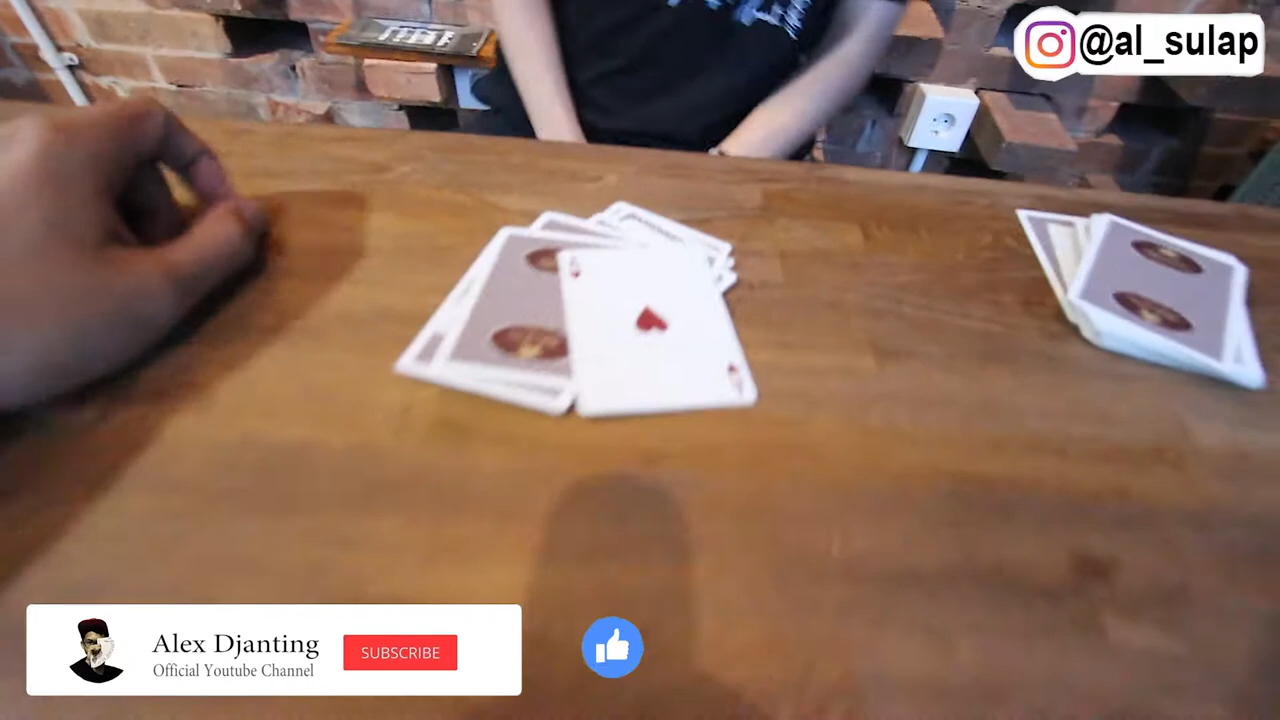 @al_sulap
A
Alex Djanting
SUBSCRIBE
Official Youtube Channel